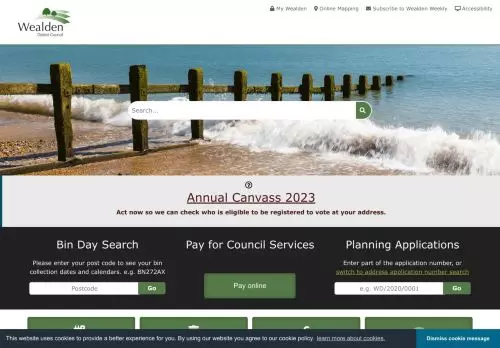 My Wealden Online Mapping Subscribe to Wealden Weekly Accessibility
Wealden
District Council
Search...
Annual Canvass 2023
Act now so we can check who is eligible to be registered to vote at your address.
Bin Day Search
Please enter your post code to see your bin
collection dates and calendars. e.g. BN272AX
Postcode Go
Pay for Council Services
Pay online
Planning Applications
Enter part of the application number, or
switch to address application number search
e.g. WD/2020/0001 Go
This website uses cookies to provide a better experience for you. By using our website you agree to our cookie policy. learn more about cookies. Dismiss cookie message